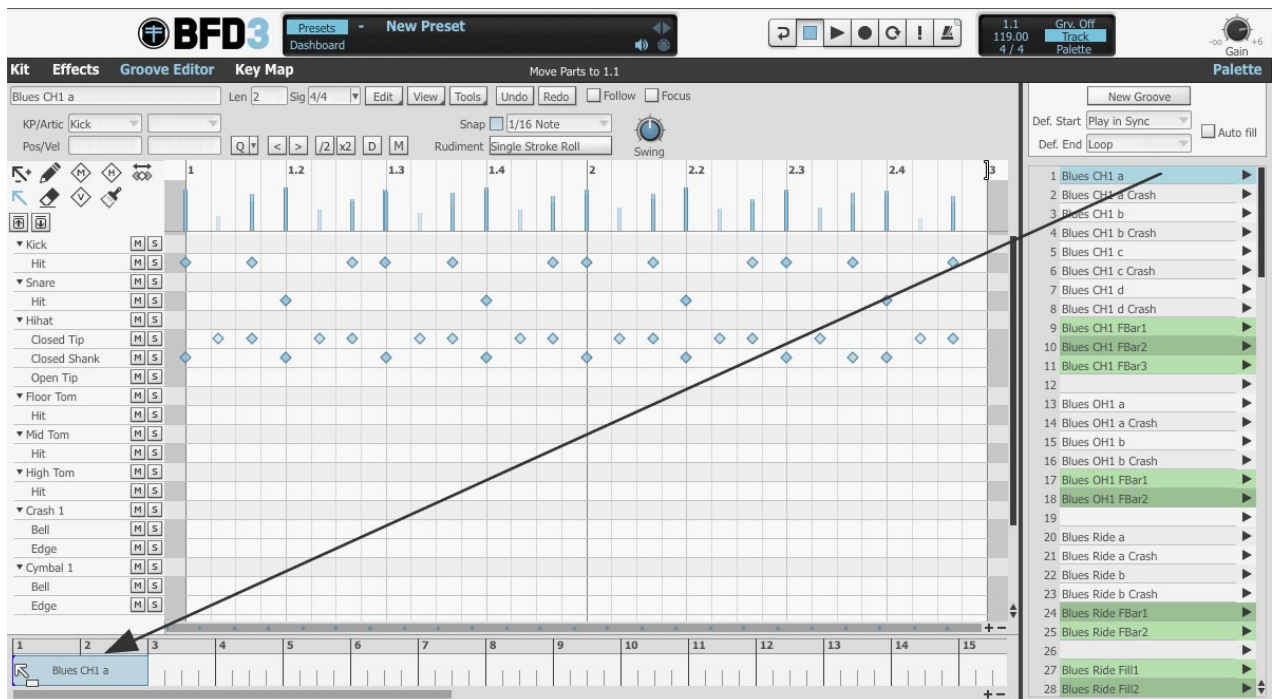 BFD3
Presets - New Preset
Dashboard
1.1 Grv. Off
119.00 Track
4 / 4 Palette
-oo +6
Gain
Kit Effects Groove Editor Key Map Move Parts to 1.1 Palette
Blues CH1 a Len 2 Sig 4/4 Edit View Tools Undo Redo Follow Focus
KP/Artic Kick Snap 1/16 Note
Pos/Vel Q < > /2 x2 D M Rudiment Single Stroke Roll Swing
New Groove
Def. Start Play in Sync
Auto fill
Def. End Loop
M H
V
1 1.2 1.3 1.4 2 2.2 2.3 2.4 3
Kick M S
Hit M S
Snare M S
Hit M S
Hihat M S
Closed Tip M S
Closed Shank M S
Open Tip M S
Floor Tom M S
Hit M S
Mid Tom M S
Hit M S
High Tom M S
Hit M S
Crash 1 M S
Bell M S
Edge M S
Cymbal 1 M S
Bell M S
Edge M S
1 2 3 4 5 6 7 8 9 10 11 12 13 14 15
Blues CH1 a
1 Blues CH1 a
2 Blues CH1 a Crash
3 Blues CH1 b
4 Blues CH1 b Crash
5 Blues CH1 c
6 Blues CH1 c Crash
7 Blues CH1 d
8 Blues CH1 d Crash
9 Blues CH1 FBar1
10 Blues CH1 FBar2
11 Blues CH1 FBar3
12
13 Blues OH1 a
14 Blues OH1 a Crash
15 Blues OH1 b
16 Blues OH1 b Crash
17 Blues OH1 FBar1
18 Blues OH1 FBar2
19
20 Blues Ride a
21 Blues Ride a Crash
22 Blues Ride b
23 Blues Ride b Crash
24 Blues Ride FBar1
25 Blues Ride FBar2
26
27 Blues Ride Fill1
28 Blues Ride Fill2